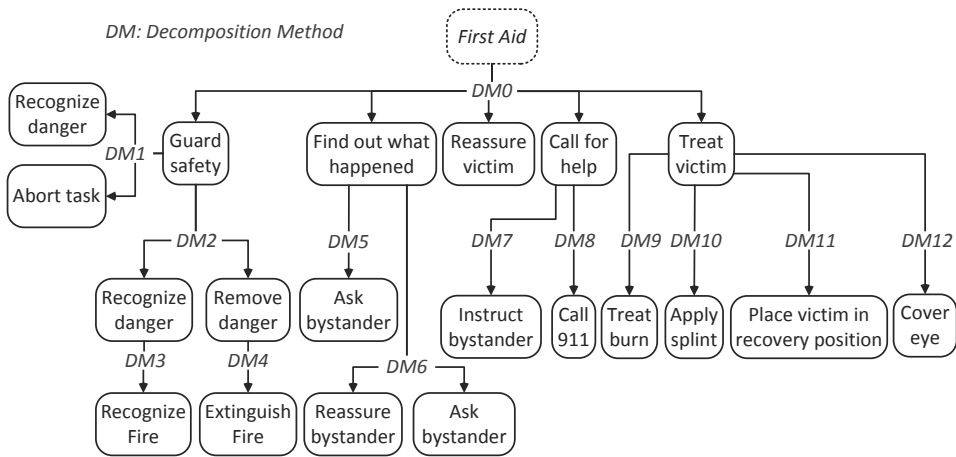 DM: Decomposition Method
First Aid
DM0
Recognize
danger
DM1
Abort task
Guard
safety
Find out what
happened
Reassure
victim
Call for
help
Treat
victim
DM2
DM5
DM7
DM8
DM9
DM10
DM11
DM12
Recognize
danger
Remove
danger
Ask
bystander
Instruct
bystander
Call
911
Treat
burn
Apply
splint
Place victim in
recovery position
Cover
eye
DM3
DM4
DM6
Recognize
Fire
Extinguish
Fire
Reassure
bystander
Ask
bystander